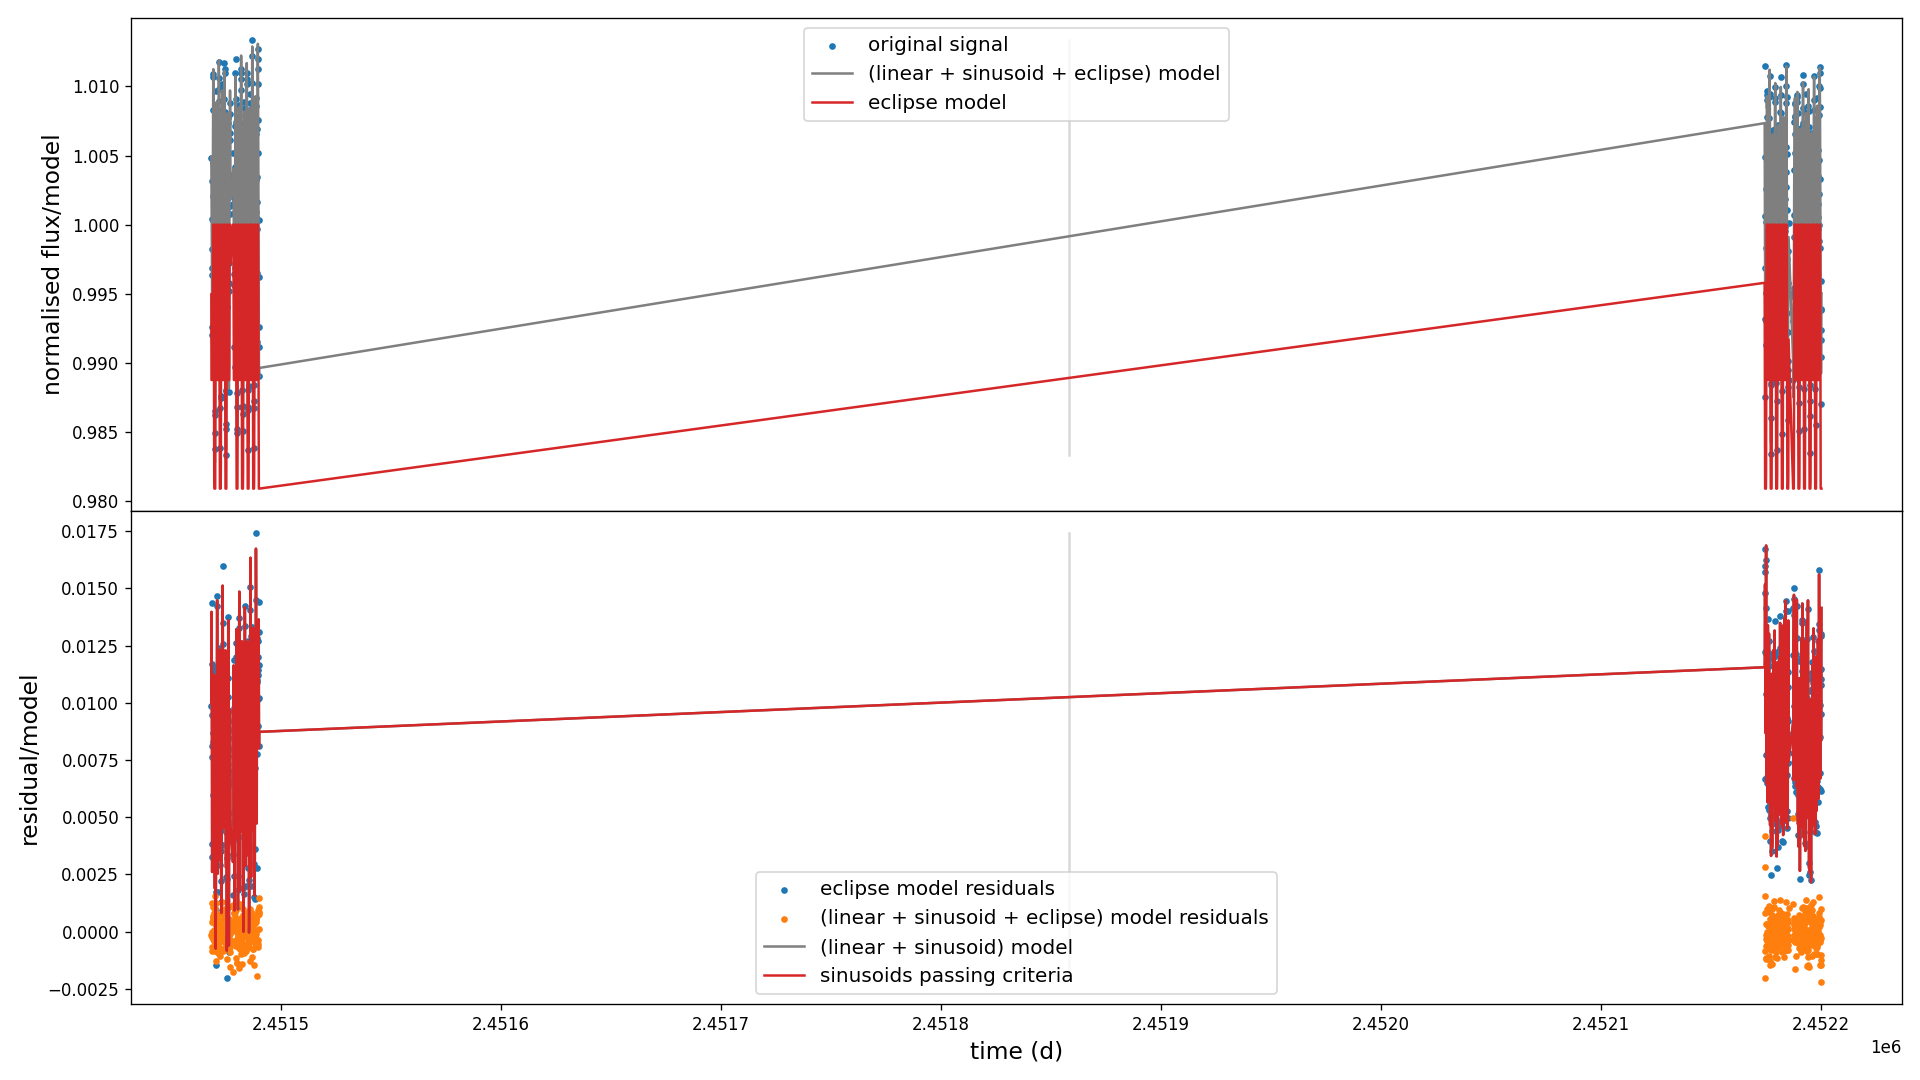 normalised flux/model
1.010
1.005
1.000
0.995
0.990
0.985
0.980
original signal
(linear + sinusoid + eclipse) model
eclipse model
residual/model
0.0175
0.0150
0.0125
0.0100
0.0075
0.0050
0.0025
0.0000
−0.0025
eclipse model residuals
(linear + sinusoid + eclipse) model residuals
(linear + sinusoid) model
sinusoids passing criteria
2.4515 2.4516 2.4517 2.4518 2.4519 2.4520 2.4521 2.4522
1e6
time (d)